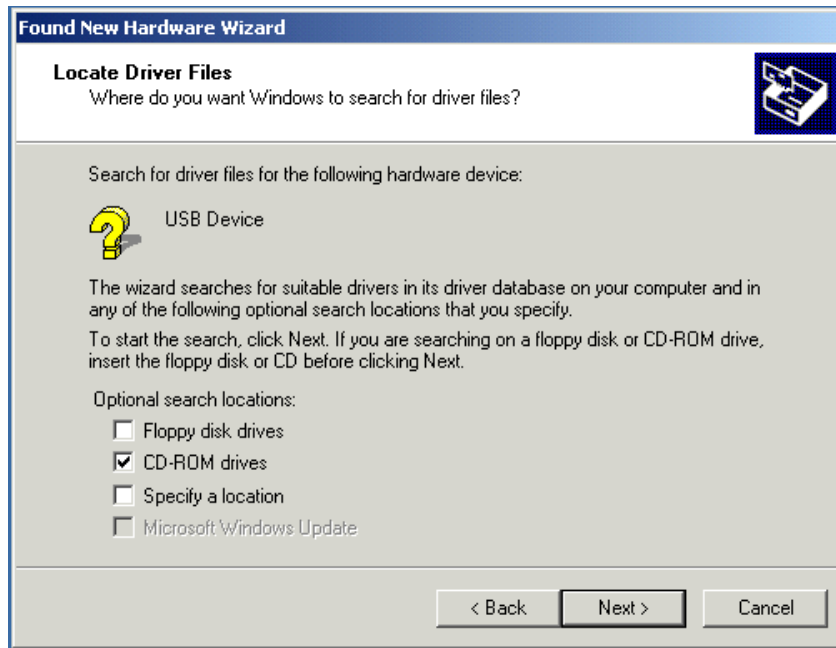 Found New Hardware Wizard
Locate Driver Files
Where do you want Windows to search for driver files?
Search for driver files for the following hardware device:
USB Device
The wizard searches for suitable drivers in its driver database on your computer and in
any of the following optional search locations that you specify.
To start the search, click Next. If you are searching on a floppy disk or CD-ROM drive,
insert the floppy disk or CD before clicking Next.
Optional search locations:
Floppy disk drives
CD-ROM drives
Specify a location
Microsoft Windows Update
< Back Next > Cancel